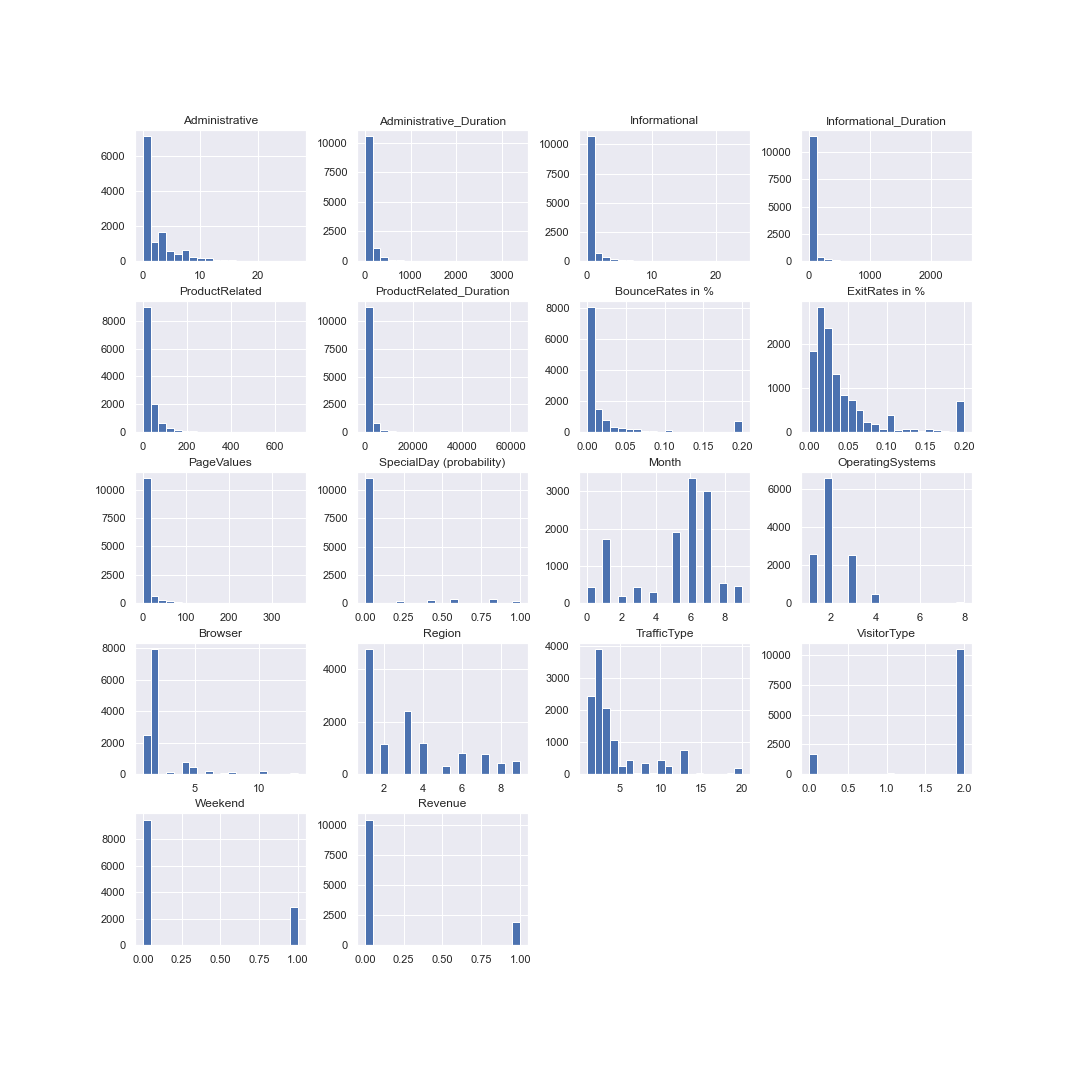 Administrative Administrative_Duration Informational Informational_Duration
6000 10000 10000 10000
4000 7500 7500 7500
2000 5000 5000 5000
2500 2500 2500
0 0 0 0
0 10 20 0 1000 2000 3000 0 10 20 0 1000 2000
ProductRelated ProductRelated_Duration BounceRates in % ExitRates in %
8000 10000 8000 2000
6000 7500 6000 1000
4000 5000 4000
2000 2500 2000
0 0 0 0
0 200 400 600 0 20000 40000 60000 0.00 0.05 0.10 0.15 0.20 0.00 0.05 0.10 0.15 0.20
PageValues SpecialDay (probability) Month OperatingSystems
10000 10000 3000 6000
7500 7500 2000 4000
5000 5000 1000 2000
2500 2500
0 0 0 0
0 100 200 300 0.00 0.25 0.50 0.75 1.00 0 2 4 6 8 2 4 6 8
Browser Region TrafficType VisitorType
8000 4000 4000 10000
6000 2000 3000 7500
4000 2000 5000
2000 1000 2500
0 0 0 0
5 10 2 4 6 8 5 10 15 20 0.0 0.5 1.0 1.5 2.0
Weekend Revenue
8000 10000
6000 7500
4000 5000
2000 2500
0 0
0.00 0.25 0.50 0.75 1.00 0.00 0.25 0.50 0.75 1.00